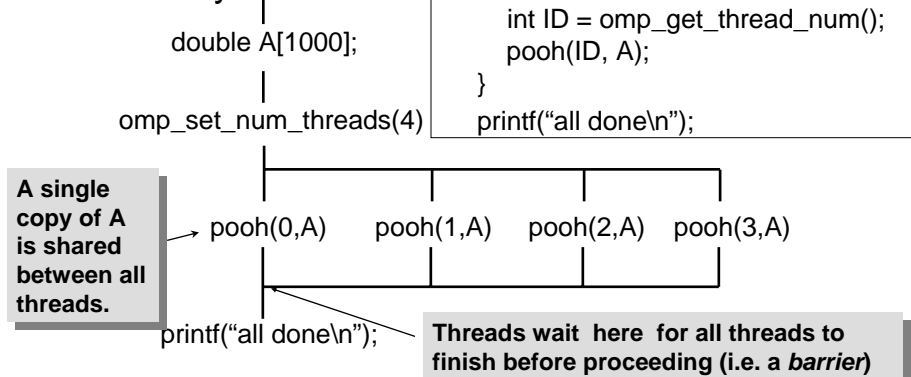 double A[1000];
omp_set_num_threads(4)
int ID = omp_get_thread_num();
pooh(ID, A);
}
printf(“all done\n”);
A single
copy of A
is shared
between all
threads.
pooh(0,A)
pooh(1,A)
pooh(2,A)
pooh(3,A)
printf(“all done\n”);
Threads wait here for all threads to
finish before proceeding (i.e. a barrier)